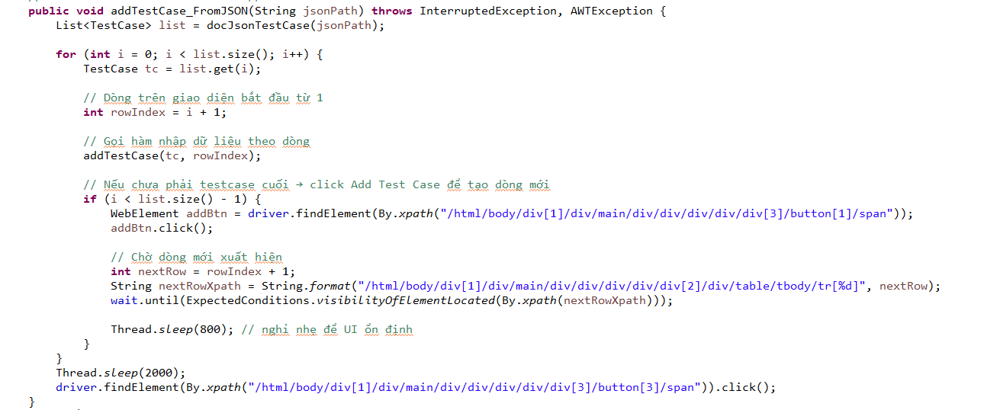 public void addTestCase_FromJSON(String jsonPath) throws InterruptedException, AWTException {
    List<TestCase> list = docJsonTestCase(jsonPath);

    for (int i = 0; i < list.size(); i++) {
        TestCase tc = list.get(i);

        // Dòng trên giao diện bắt đầu từ 1
        int rowIndex = i + 1;

        // Gọi hàm nhập dữ liệu theo dòng
        addTestCase(tc, rowIndex);

        // Nếu chưa phải testcase cuối → click Add Test Case để tạo dòng mới
        if (i < list.size() - 1) {
            WebElement addBtn = driver.findElement(By.xpath("/html/body/div[1]/div/main/div/div/div/div/div[3]/button[1]/span"));
            addBtn.click();

            // Chờ dòng mới xuất hiện
            int nextRow = rowIndex + 1;
            String nextRowXpath = String.format("/html/body/div[1]/div/main/div/div/div/div/div[2]/div/table/tbody/tr[%d]", nextRow);
            wait.until(ExpectedConditions.visibilityOfElementLocated(By.xpath(nextRowXpath)));

            Thread.sleep(800); // nghỉ nhẹ để UI ổn định
        }
    }
    Thread.sleep(2000);
    driver.findElement(By.xpath("/html/body/div[1]/div/main/div/div/div/div/div[3]/button[3]/span")).click();
}